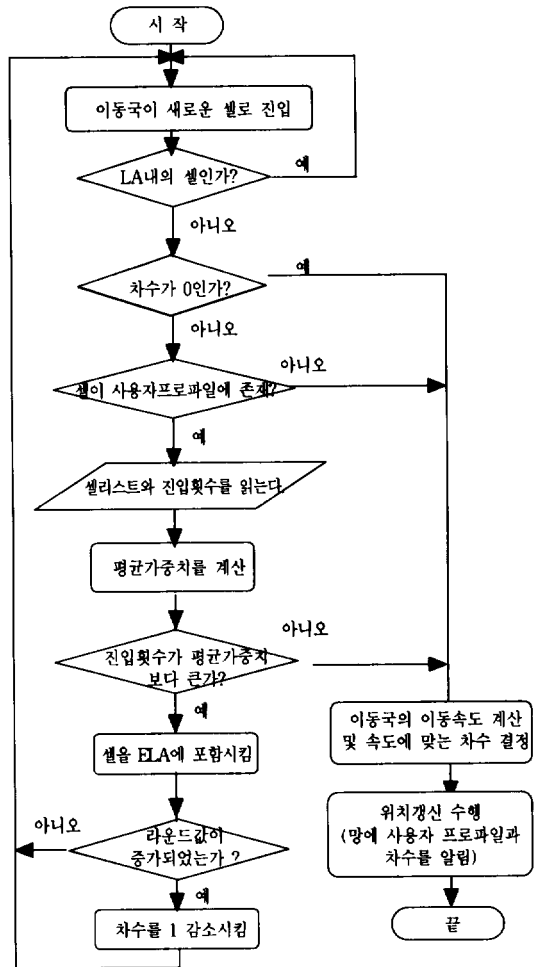 시 작
이동국이 새로운 셀로 진입
예
LA내의 셀인가?
아니오
예
차수가 0인가?
아니오
아니오
셀이 사용자프로파일에 존재?
예
셀리스트와 진입횟수를 읽는다.
평균가중치를 계산
아니오
진입횟수가 평균가중치
보다 큰가?
예
셀을 ELA에 포함시킴
아니오
라운드값이
증가되었는가 ?
예
차수를 1 감소시킴
이동국의 이동속도 계산
및 속도에 맞는 차수 결정
위치갱신 수행
(망에 사용자 프로파일과
차수를 알림)
끝